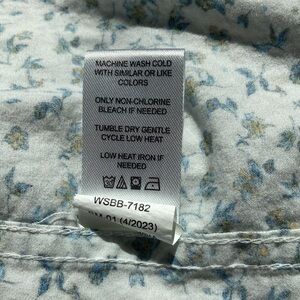 MACHINE WASH COLD
WITH SIMILAR OR LIKE
COLORS
ONLY NON-CHLORINE
BLEACH IF NEEDED
TUMBLE DRY GENTLE
CYCLE LOW HEAT
LOW HEAT IRON IF
NEEDED
WSBB-7182
01 (4/2023)